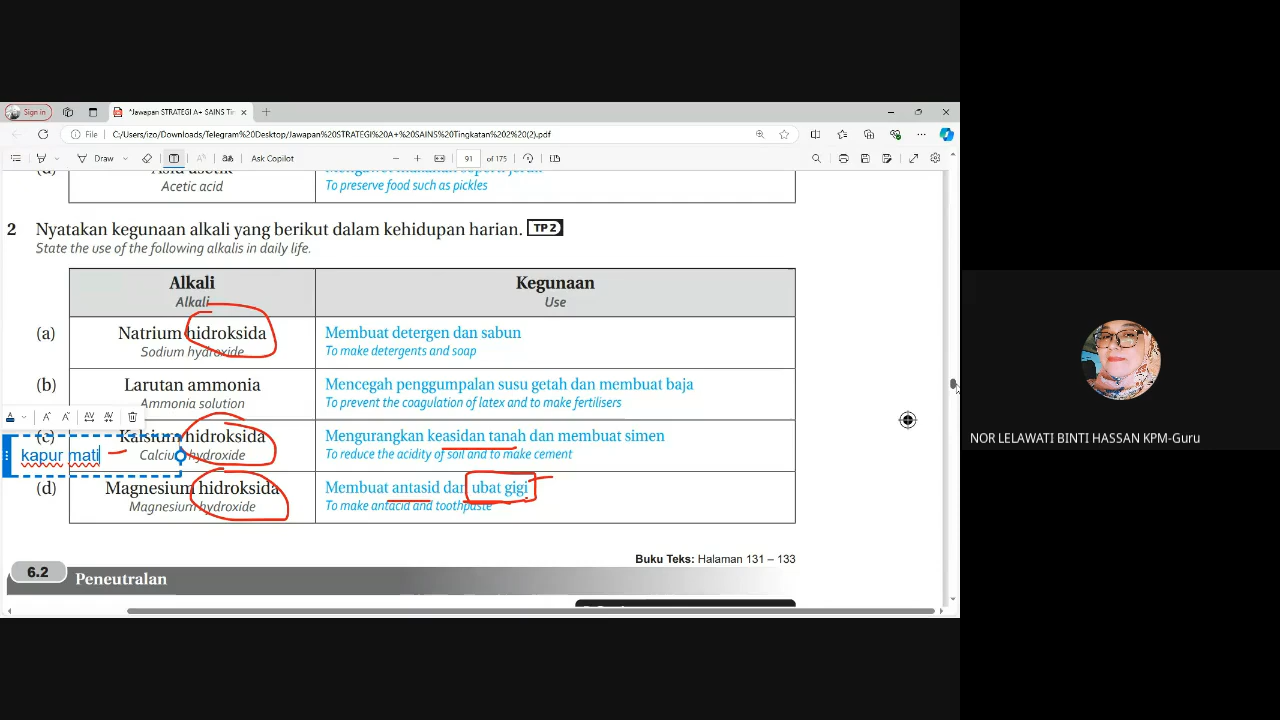 Sign in
*Jawapan STRATEGI A+ SAINS Tin
File
C:/Users/izo/Downloads/Telegram%20Desktop/Jawapan%20STRATEGI%20A+%20SAINS%20Tingkatan%202%20(2).pdf
Draw
aあ
Ask Copilot
91 of 175
Acetic acid
To preserve food such as pickles
2 Nyatakan kegunaan alkali yang berikut dalam kehidupan harian. TP 2
State the use of the following alkalis in daily life.
Alkali
Alkali
Kegunaan
Use
(a) Natrium hidroksida
Sodium hydroxide
Membuat detergen dan sabun
To make detergents and soap
(b) Larutan ammonia
Ammonia solution
Mencegah penggumpalan susu getah dan membuat baja
To prevent the coagulation of latex and to make fertilisers
(c) Kalsium hidroksida
Calcium hydroxide
Mengurangkan keasidan tanah dan membuat simen
To reduce the acidity of soil and to make cement
kapur mati
(d) Magnesium hidroksida
Magnesium hydroxide
Membuat antasid dan ubat gigi
To make antacid and toothpaste
Buku Teks: Halaman 131 – 133
6.2 Peneutralan
NOR LELAWATI BINTI HASSAN KPM-Guru